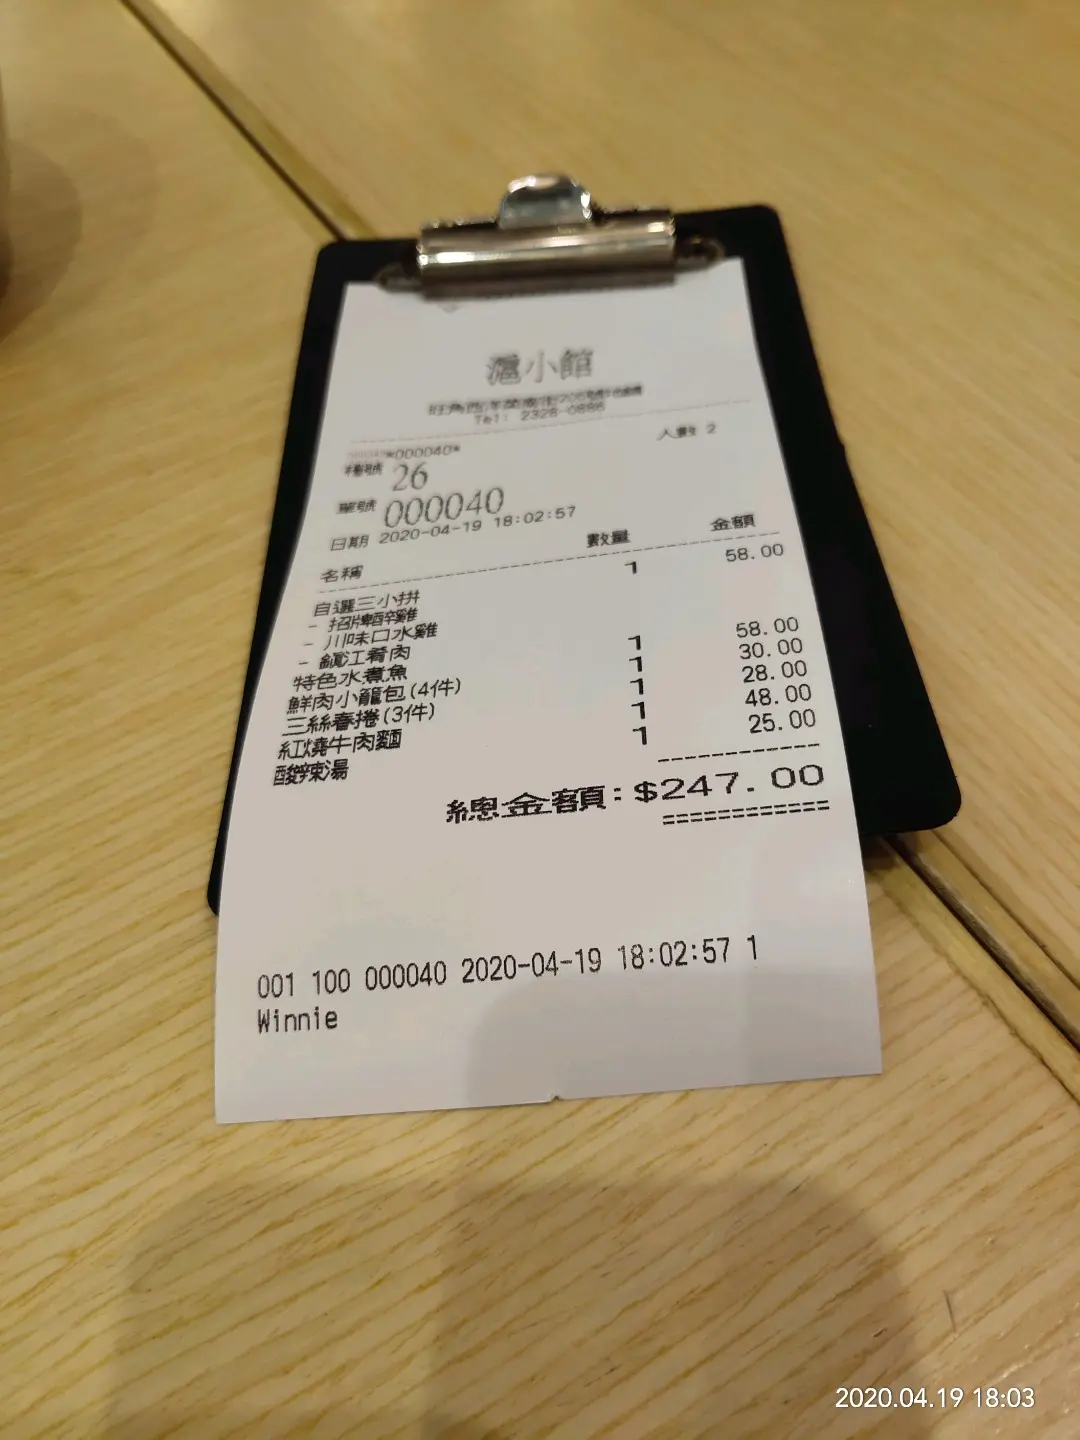 滬小館
Tel: 2328-0886
*000040*
人數 2
檯號 26
單號 000040
日期 2020-04-19 18:02:57
名稱 數量 金額
自選三小拼 1 58.00
- 招牌醉雞
- 川味口水雞
- 鎮江肴肉
特色水煮魚 1 58.00
鮮肉小籠包(4件) 1 30.00
三絲春捲(3件) 1 28.00
紅燒牛肉麵 1 48.00
酸辣湯 1 25.00
總金額:$247.00
001 100 000040 2020-04-19 18:02:57 1
Winnie
2020.04.19 18:03